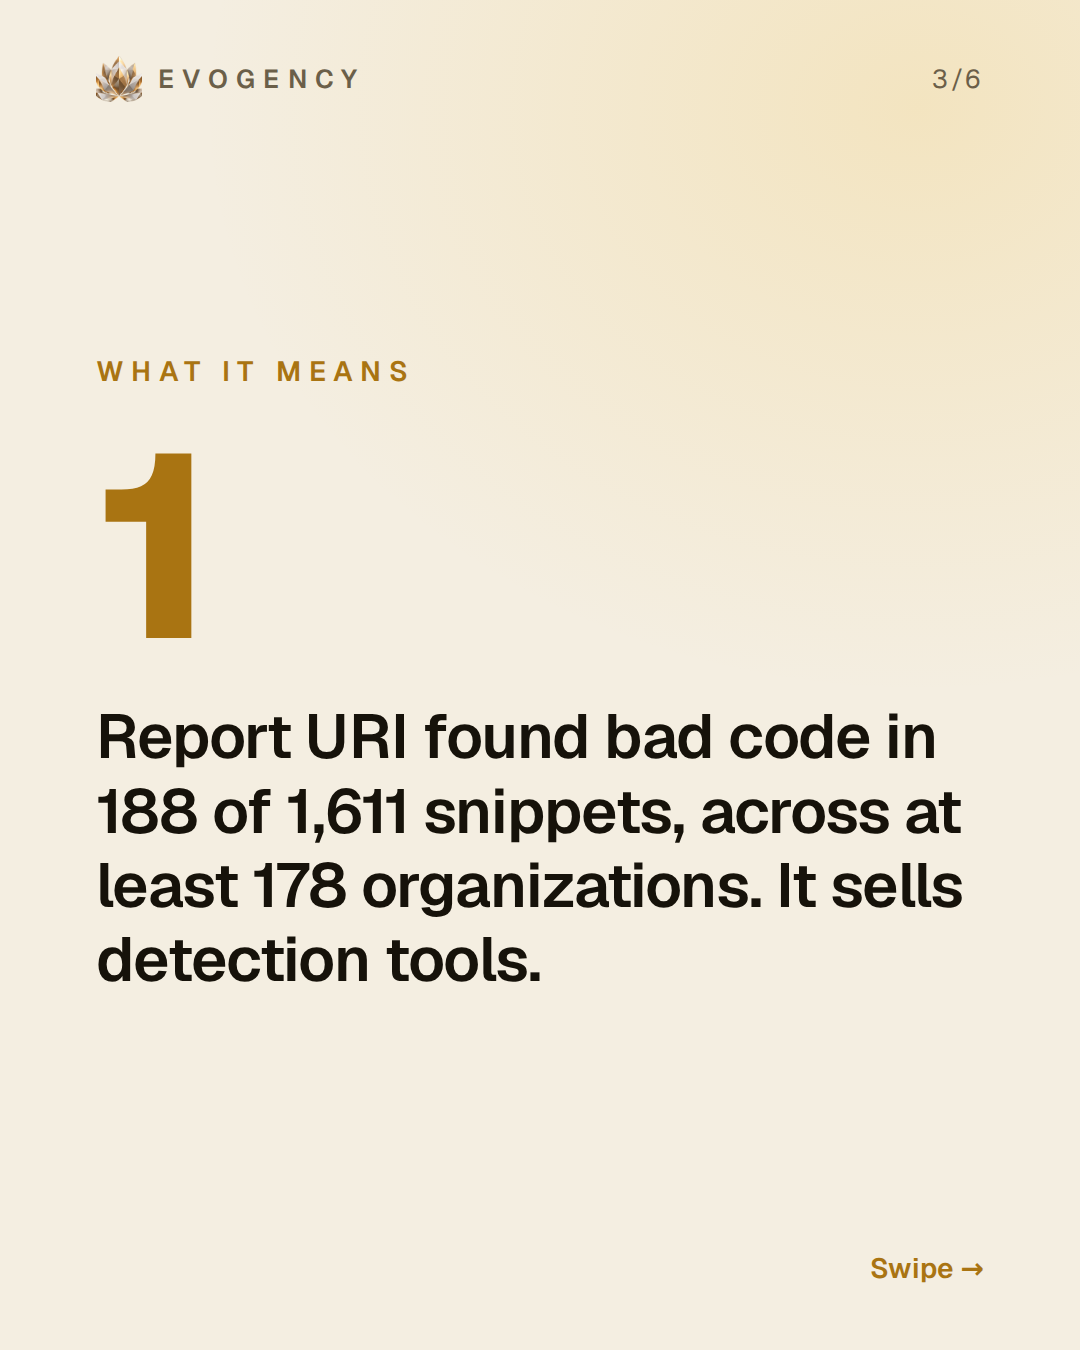 EVOGENCY
3/6
WHAT IT MEANS
1
Report URI found bad code in
188 of 1,611 snippets, across at
least 178 organizations. It sells
detection tools.
Swipe →